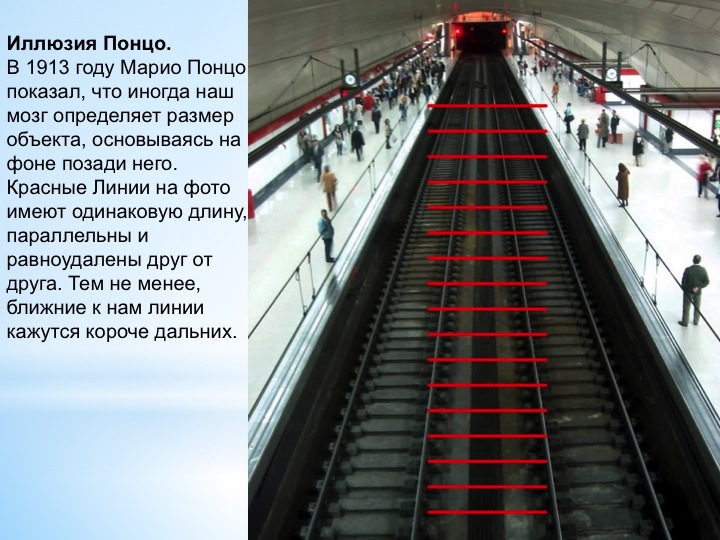 Иллюзия Понцо.
В 1913 году Марио Понцо
показал, что иногда наш
мозг определяет размер
объекта, основываясь на
фоне позади него.
Красные Линии на фото
имеют одинаковую длину,
параллельны и
равноудалены друг от
друга. Тем не менее,
ближние к нам линии
кажутся короче дальних.